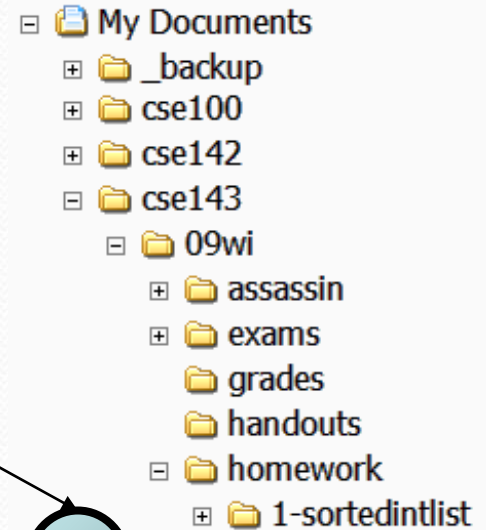 My Documents
_backup
cse100
cse142
cse143
09wi
assassin
exams
grades
handouts
homework
1-sortedintlist